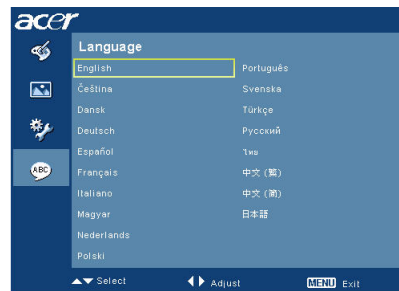 acer
Language
English
Čeština
Dansk
Deutsch
Español
Français
Italiano
Magyar
Nederlands
Polski
Português
Svenska
Türkçe
Русский
ไทย
中文 (繁)
中文 (简)
日本語
ABC
Select
Adjust
MENU Exit